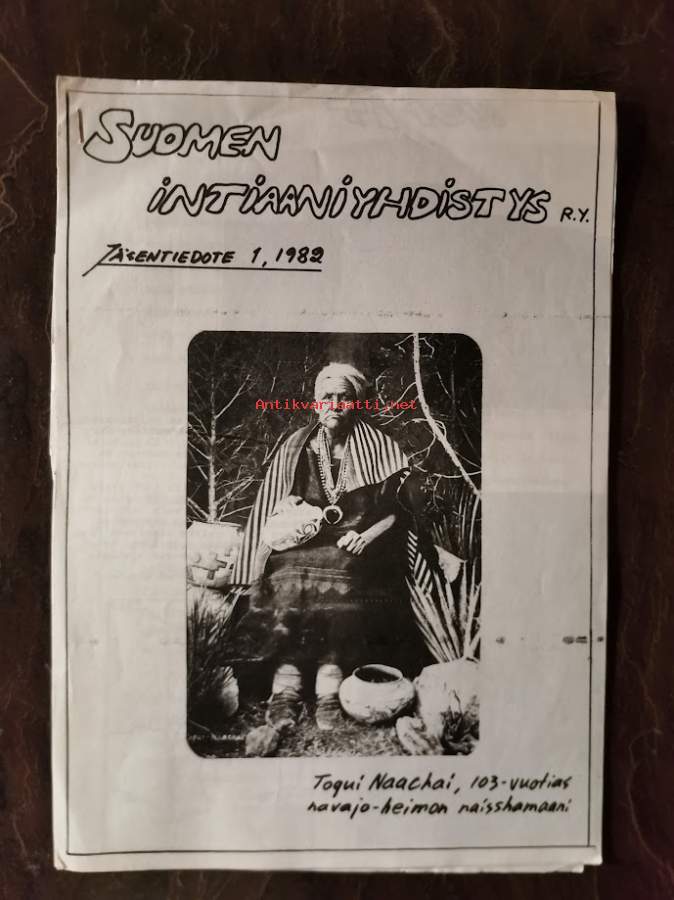 SUOMEN
INTIAANIYHDISTYS R.Y.
JÄSENTIEDOTE 1, 1982
Antikvariaatti.net
Toqui Naachai, 103-vuotias
navajo-heimon naisshamaani